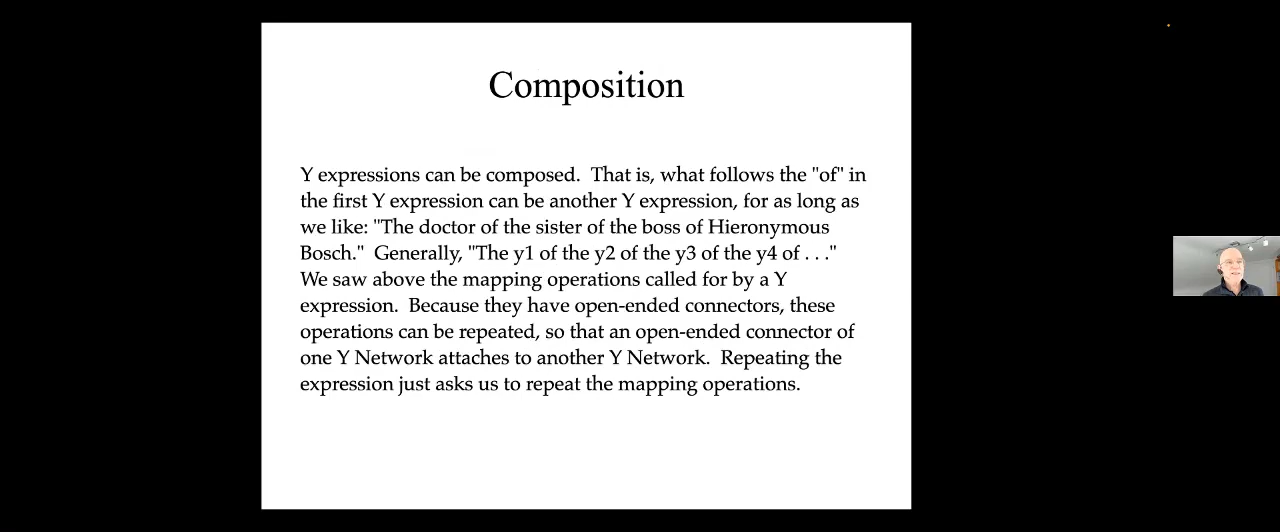 Composition
Y expressions can be composed.  That is, what follows the "of" in
the first Y expression can be another Y expression, for as long as
we like: "The doctor of the sister of the boss of Hieronymous
Bosch."  Generally, "The y1 of the y2 of the y3 of the y4 of . . ."
We saw above the mapping operations called for by a Y
expression.  Because they have open-ended connectors, these
operations can be repeated, so that an open-ended connector of
one Y Network attaches to another Y Network.  Repeating the
expression just asks us to repeat the mapping operations.